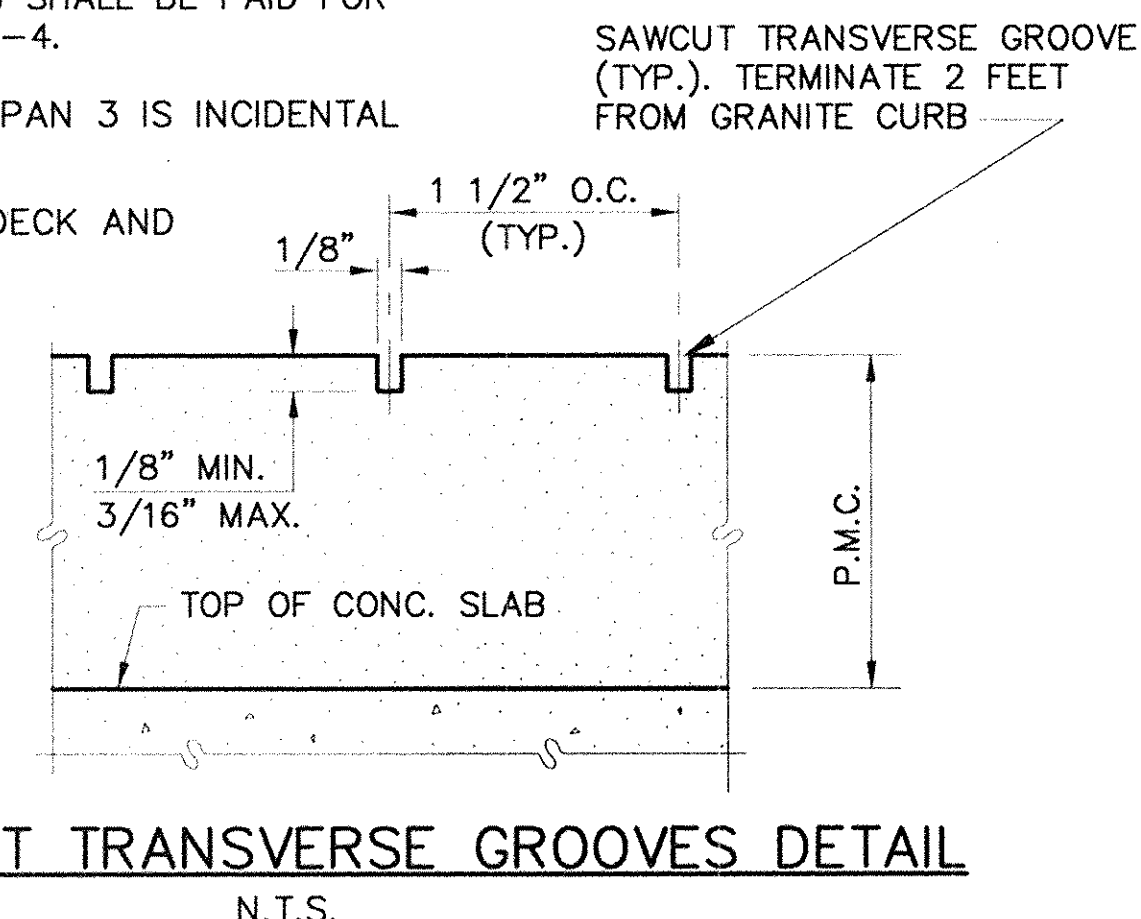 SHALL BE PAID FOR
-4.
SAWCUT TRANSVERSE GROOVE
(TYP.). TERMINATE 2 FEET
FROM GRANITE CURB
PAN 3 IS INCIDENTAL
DECK AND
1 1/2" O.C.
(TYP.)
1/8"
1/8" MIN.
3/16" MAX.
P.M.C.
TOP OF CONC. SLAB
T TRANSVERSE GROOVES DETAIL
N.T.S.